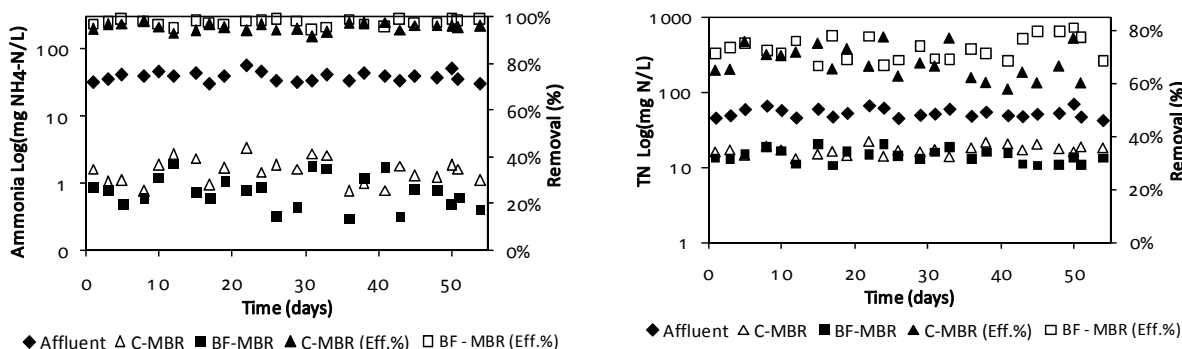 Ammonia Log(mg NH4-N/L)
100
10
1
0
100%
80%
60%
40%
20%
0%
Removal (%)
0 10 20 30 40 50
Time (days)
Affluent C-MBR BF-MBR C-MBR (Eff.%) BF - MBR (Eff.%)
TN Log(mg N/L)
1000
100
10
1
80%
60%
40%
20%
0%
Removal (%)
0 10 20 30 40 50
Time (days)
Affluent C-MBR BF-MBR C-MBR (Eff.%) BF - MBR (Eff.%)